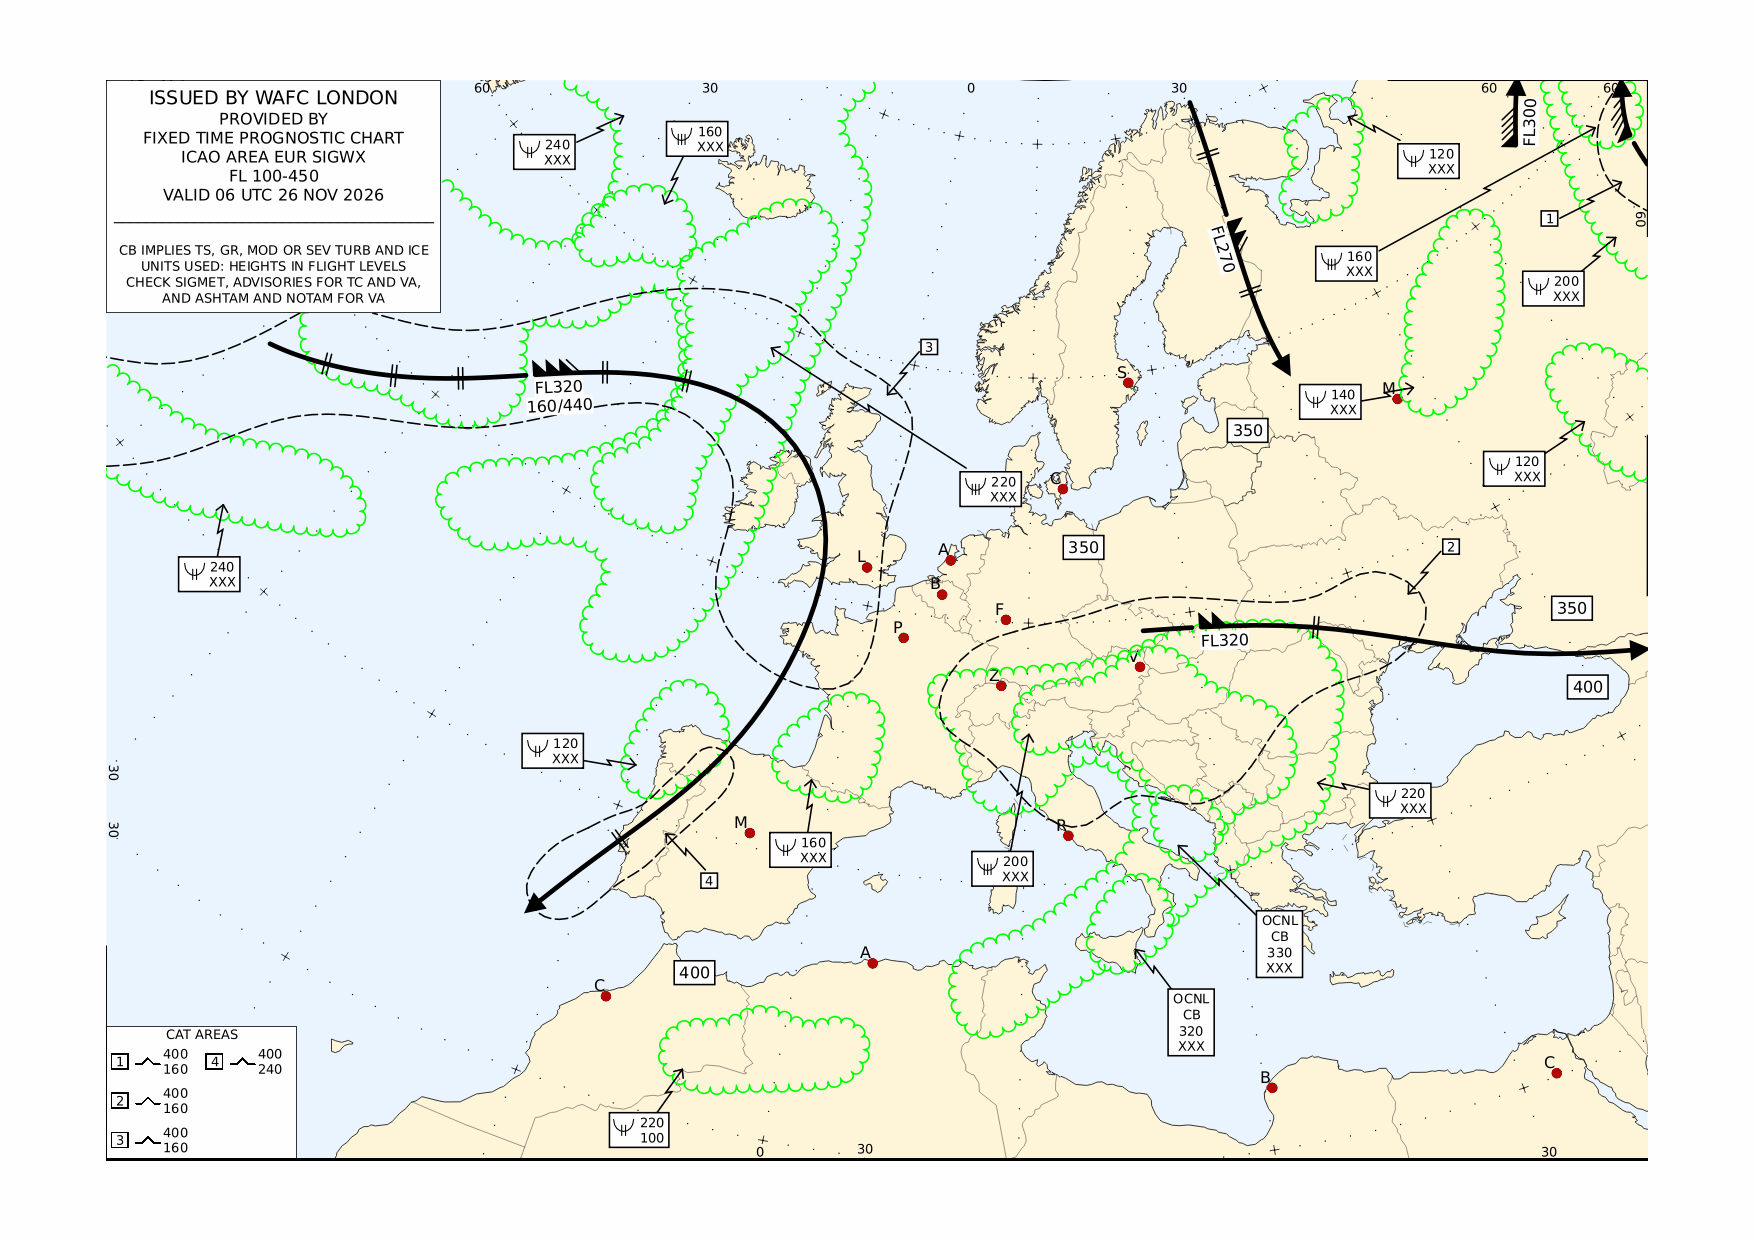 ISSUED BY WAFC LONDON
PROVIDED BY
FIXED TIME PROGNOSTIC CHART
ICAO AREA EUR SIGWX
FL 100-450
VALID 06 UTC 26 NOV 2026
CB IMPLIES TS, GR, MOD OR SEV TURB AND ICE
UNITS USED: HEIGHTS IN FLIGHT LEVELS
CHECK SIGMET, ADVISORIES FOR TC AND VA,
AND ASHTAM AND NOTAM FOR VA
60
30
0
30
60
60
240
XXX
160
XXX
FL300
120
XXX
1
60
FL270
160
XXX
200
XXX
3
S
FL320
160/440
M
140
XXX
350
120
XXX
220
XXX
C
240
XXX
L
A
350
2
B
F
P
350
FL320
V
Z
400
120
XXX
30
30
M
160
XXX
4
R
200
XXX
220
XXX
OCNL
CB
330
XXX
A
400
C
OCNL
CB
320
XXX
220
100
B
C
0
30
30
CAT AREAS
1 400
160
4 400
240
2 400
160
3 400
160